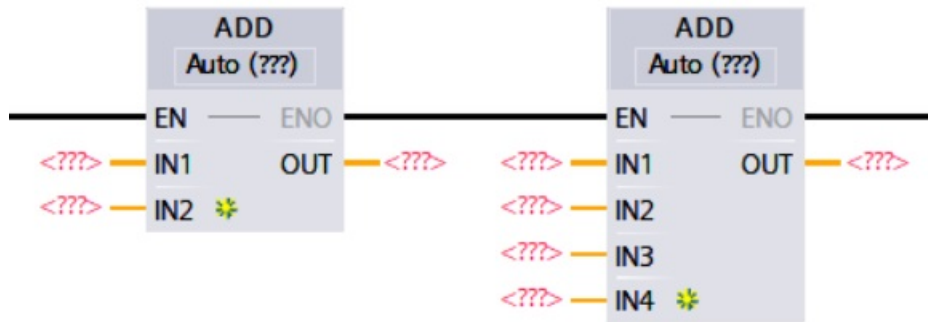 ADD ADD
Auto (???) Auto (???)
EN ENO EN ENO
<???> IN1 OUT <???> <???> IN1 OUT <???>
<???> IN2 <???> IN2
<???> IN3
<???> IN4